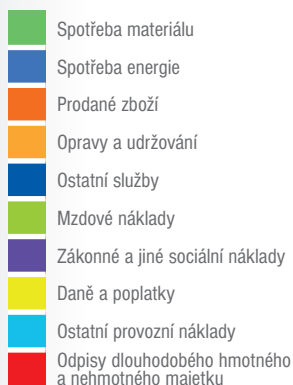 Spotřeba materiálu
Spotřeba energie
Prodané zboží
Opravy a udržování
Ostatní služby
Mzdové náklady
Zákonné a jiné sociální náklady
Daně a poplatky
Ostatní provozní náklady
Odpisy dlouhodobého hmotného
a nehmotného majetku